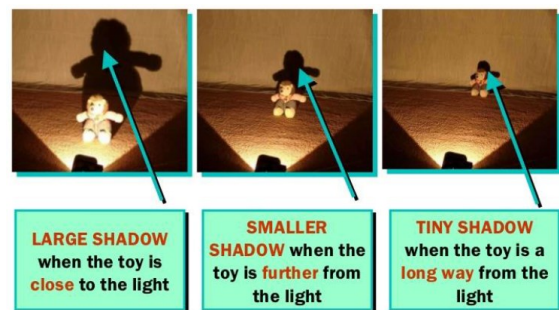 LARGE SHADOW
when the toy is
close to the light
SMALLER
SHADOW when the
toy is further from
the light
TINY SHADOW
when the toy is a
long way from the
light